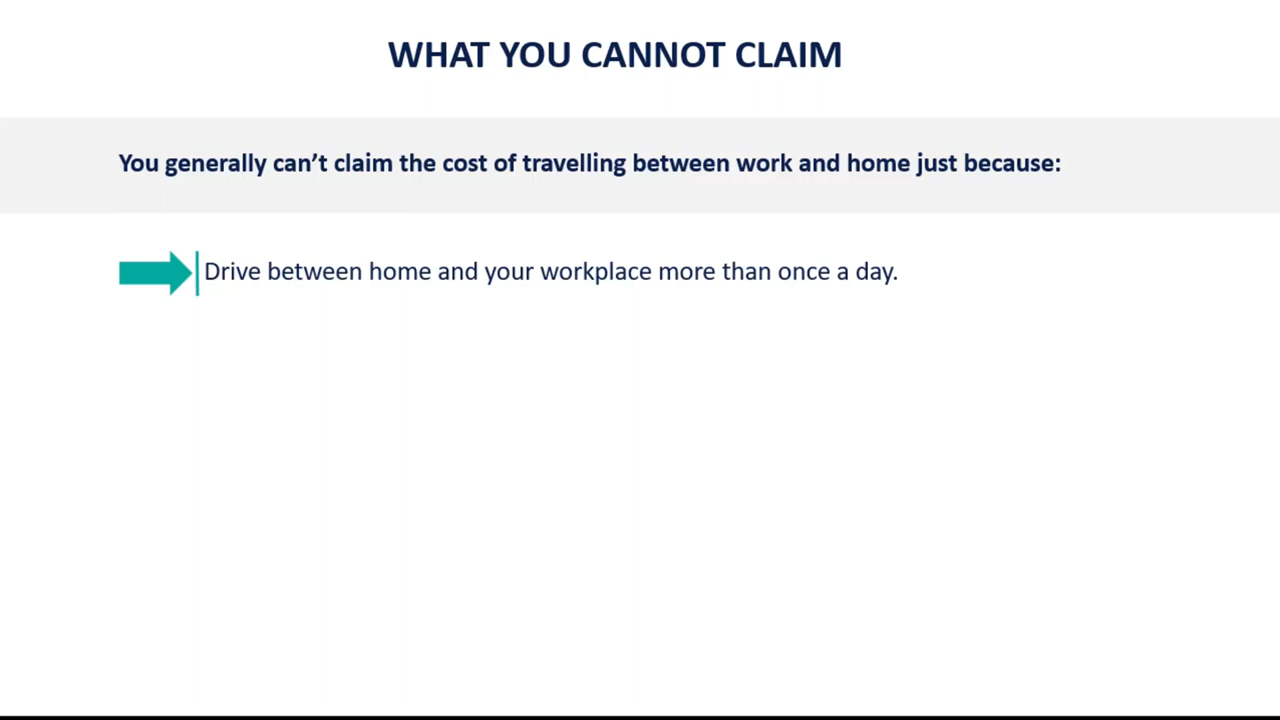 WHAT YOU CANNOT CLAIM
You generally can’t claim the cost of travelling between work and home just because:
Drive between home and your workplace more than once a day.